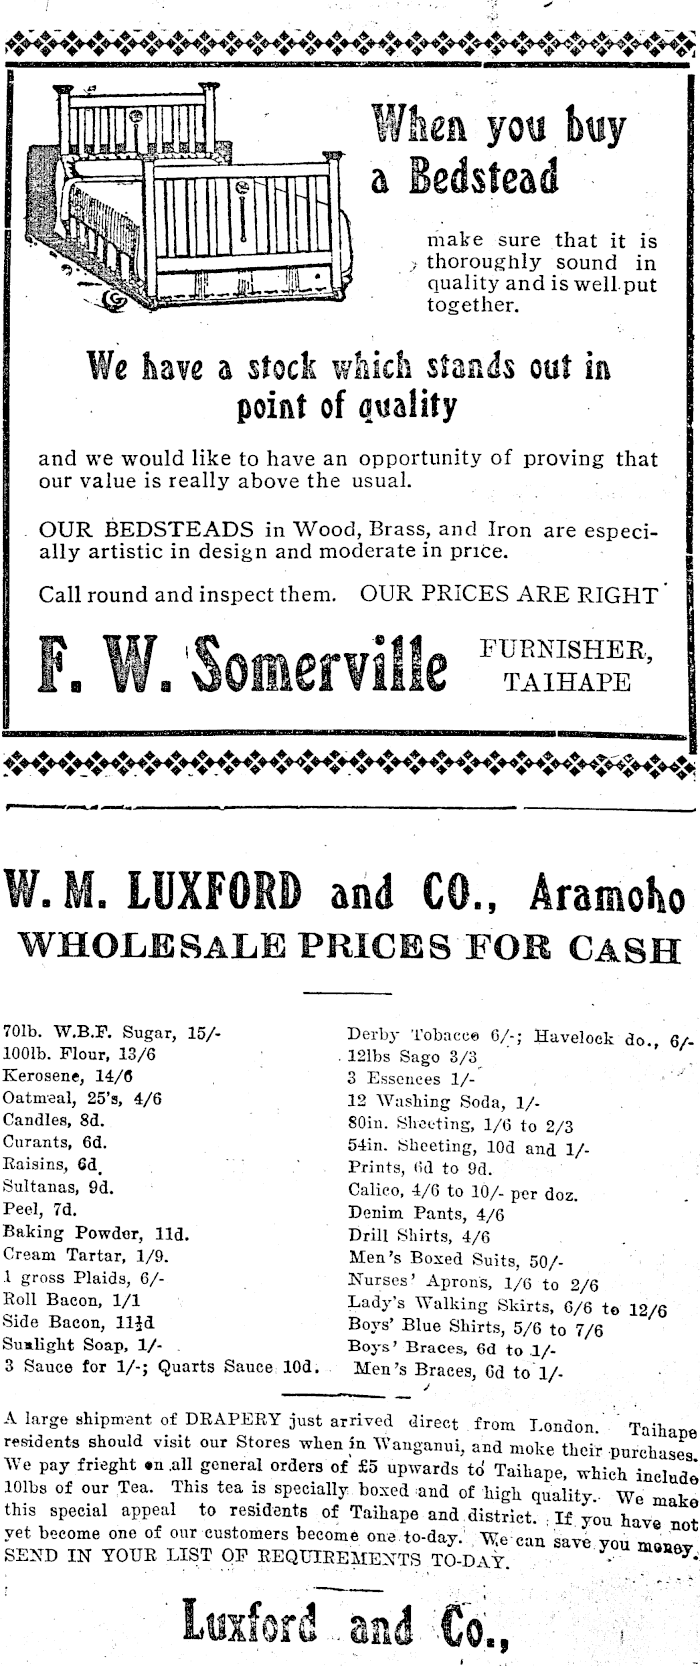 When you buy
a Bedstead
make sure that it is
thoroughly sound in
quality and is well put
together.
We have a stock which stands out in
point of quality
and we would like to have an opportunity of proving that
our value is really above the usual.
OUR BEDSTEADS in Wood, Brass, and Iron are especi-
ally artistic in design and moderate in price.
Call round and inspect them. OUR PRICES ARE RIGHT
F. W. Somerville
FURNISHER,
TAIHAPE
W. M. LUXFORD and CO., Aramoho
WHOLESALE PRICES FOR CASH
70lb. W.B.F. Sugar, 15/-
100lb. Flour, 13/6
Kerosene, 14/6
Oatmeal, 25's, 4/6
Candles, 8d.
Curants, 6d.
Raisins, 6d.
Sultanas, 9d.
Peel, 7d.
Baking Powder, 11d.
Cream Tartar, 1/9.
1 gross Plaids, 6/-
Roll Bacon, 1/1
Side Bacon, 11½d
Sunlight Soap, 1/-
3 Sauce for 1/-; Quarts Sauce 10d.
Derby Tobacco 6/-; Havelock do., 6/-
12lbs Sago 3/3
3 Essences 1/-
12 Washing Soda, 1/-
80in. Sheeting, 1/6 to 2/3
54in. Sheeting, 10d and 1/-
Prints, 6d to 9d.
Calico, 4/6 to 10/- per doz.
Denim Pants, 4/6
Drill Shirts, 4/6
Men's Boxed Suits, 50/-
Nurses' Aprons, 1/6 to 2/6
Lady's Walking Skirts, 6/6 to 12/6
Boys' Blue Shirts, 5/6 to 7/6
Boys' Braces, 6d to 1/-
Men's Braces, 6d to 1/-
A large shipment of DRAPERY just arrived direct from London. Taihape
residents should visit our Stores when in Wanganui, and moke their purchases.
We pay frieght on all general orders of £5 upwards to Taihape, which include
10lbs of our Tea. This tea is specially boxed and of high quality. We make
this special appeal to residents of Taihape and district. If you have not
yet become one of our customers become one to-day. We can save you money.
SEND IN YOUR LIST OF REQUIREMENTS TO-DAY.
Luxford and Co.,